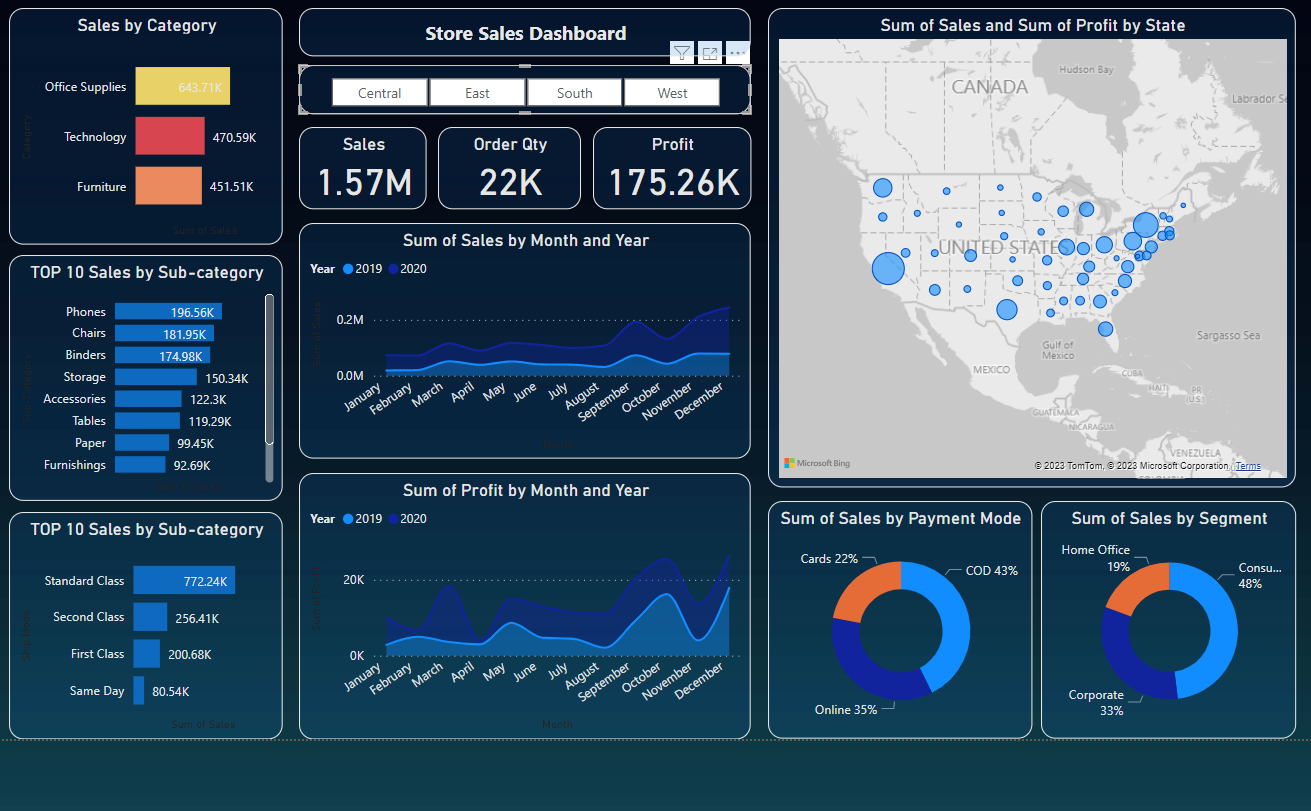 Sales by Category
Office Supplies
643.71K
Technology
470.59K
Furniture
451.51K
Category
Sum of Sales
TOP 10 Sales by Sub-category
Phones
196.56K
Chairs
181.95K
Binders
174.98K
Storage
150.34K
Accessories
122.3K
Tables
119.29K
Paper
99.45K
Furnishings
92.69K
TOP 10 Sales by Sub-category
Standard Class
772.24K
Second Class
256.41K
First Class
200.68K
Same Day
80.54K
Ship Mode
Sum of Sales
Store Sales Dashboard
Central
East
South
West
Sales
1.57M
Order Qty
22K
Profit
175.26K
Sum of Sales by Month and Year
Year
2019
2020
Sum of Sales
0.2M
0.0M
January
February
March
April
May
June
July
August
September
October
November
December
Month
Sum of Profit by Month and Year
Year
2019
2020
Sum of Profit
20K
0K
January
February
March
April
May
June
July
August
September
October
November
December
Month
Sum of Sales and Sum of Profit by State
Hudson Bay
CANADA
Labrador Se
UNITED STATES
Sargasso Sea
Gulf of
Mexico
MEXICO
CUBA
HAITI
PR
(U.S.)
GUATEMALA
NICARAGUA
VENEZUELA
COLOMBIA
Microsoft Bing
© 2023 TomTom, © 2023 Microsoft Corporation Terms
Sum of Sales by Payment Mode
Cards 22%
COD 43%
Online 35%
Sum of Sales by Segment
Home Office
19%
Consu...
48%
Corporate
33%